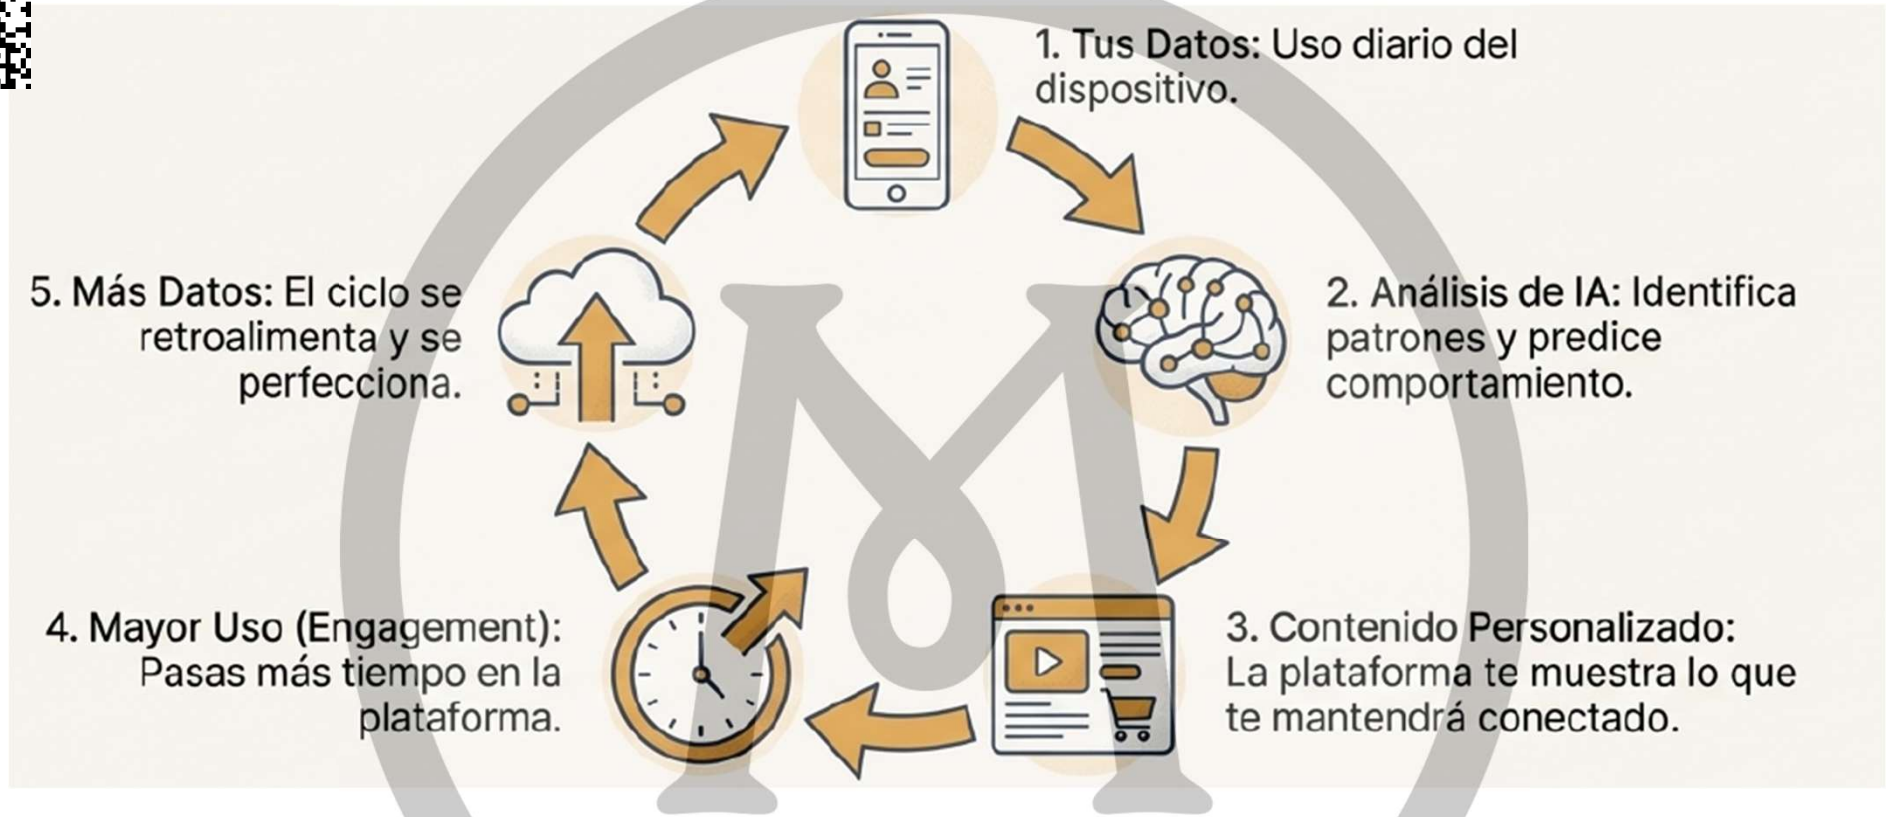 1. Tus Datos: Uso diario del
dispositivo.
2. Análisis de IA: Identifica
patrones y predice
comportamiento.
3. Contenido Personalizado:
La plataforma te muestra lo que
te mantendrá conectado.
4. Mayor Uso (Engagement):
Pasas más tiempo en la
plataforma.
5. Más Datos: El ciclo se
retroalimenta y se
perfecciona.
M